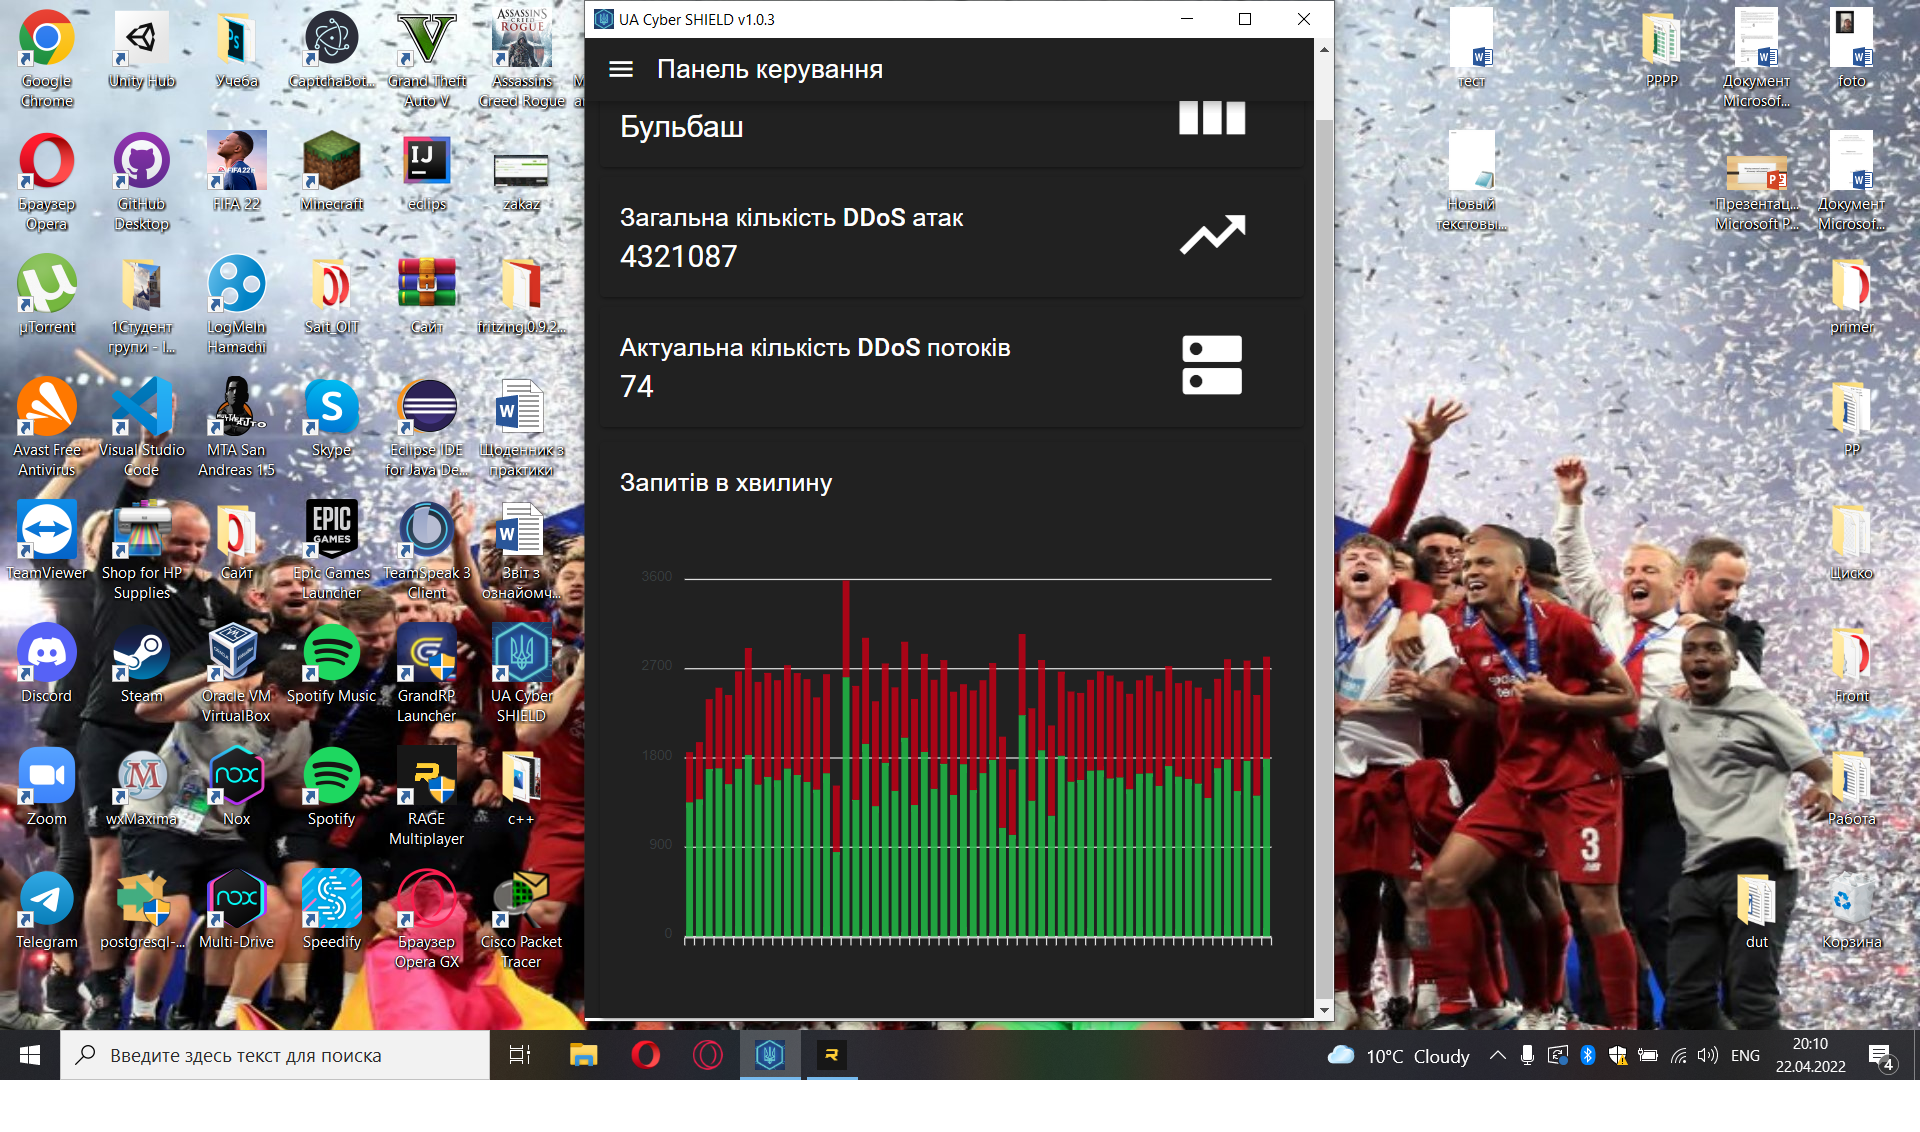 Google
Chrome
Unity Hub
Учеба
CaptchaBot...
Grand Theft
Auto V
Assassins
Creed Rogue
Браузер
Opera
GitHub
Desktop
FIFA 22
Minecraft
eclips
zakaz
µTorrent
1Студент
групи - І...
LogMeIn
Hamachi
Sait_OIT
Сайт
fritzing.0.9.2...
Avast Free
Antivirus
Visual Studio
Code
MTA San
Andreas 1.5
Skype
Eclipse IDE
for Java De...
Щоденник з
практики
TeamViewer
Shop for HP
Supplies
Сайт
Epic Games
Launcher
TeamSpeak 3
Client
Звіт з
ознайомч...
Discord
Steam
Oracle VM
VirtualBox
Spotify Music
GrandRP
Launcher
UA Cyber
SHIELD
Zoom
wxMaxima
Nox
Spotify
RAGE
Multiplayer
c++
Telegram
postgresql-...
Multi-Drive
Speedify
Браузер
Opera GX
Cisco Packet
Tracer
UA Cyber SHIELD v1.0.3
Панель керування
Бульбаш
Загальна кількість DDoS атак
4321087
Актуальна кількість DDoS потоків
74
Запитів в хвилину
3600
2700
1800
900
0
тест
PPPP
Документ
Microsof...
foto
Новый
текстовы...
Презентац...
Microsoft P...
Документ
Microsof...
primer
PP
Циско
Front
Работа
dut
Корзина
3
Введите здесь текст для поиска
10°C Cloudy
ENG
20:10
22.04.2022
4